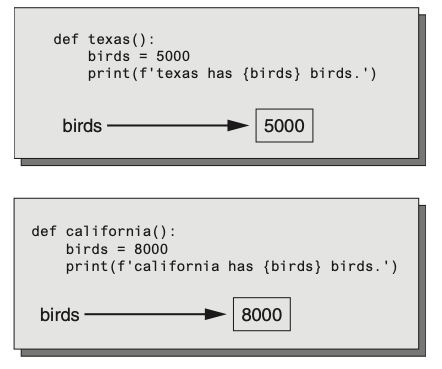 def texas():
    birds = 5000
    print(f'texas has {birds} birds.')
birds 5000
def california():
    birds = 8000
    print(f'california has {birds} birds.')
birds 8000